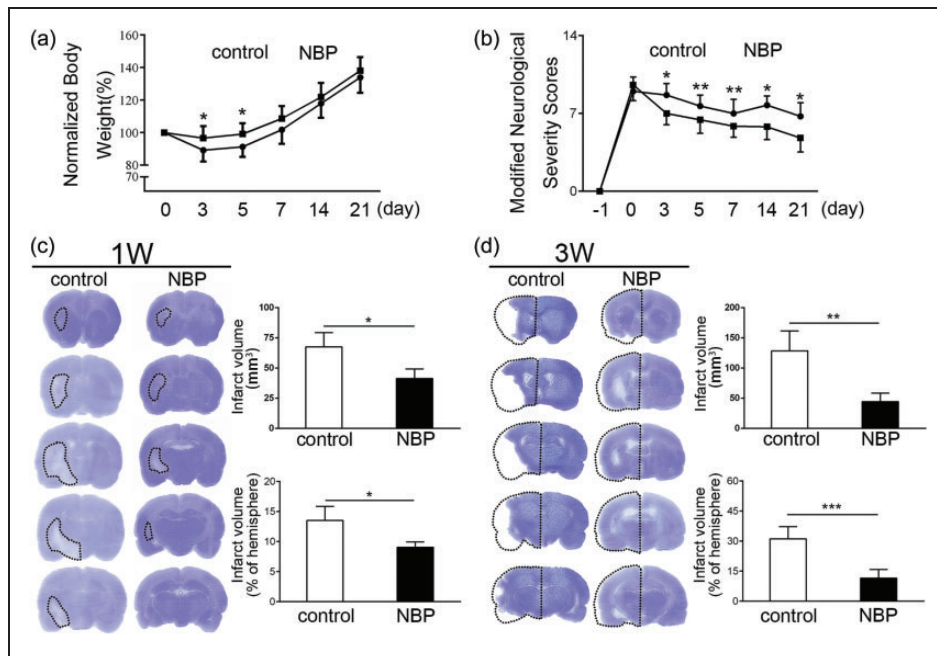 (a)
control NBP
Normalized Body
Weight(%)
160
140
120
100
80
70
* *
0 3 5 7 14 21 (day)
(b)
control NBP
Modified Neurological
Severity Scores
14
7
0
* ** ** * *
-1 0 3 5 7 14 21 (day)
(c)
1W
control NBP
Infarct volume
(mm³)
100
75
50
25
0
*
control NBP
Infarct volume
(% of hemisphere)
20
15
10
5
0
*
control NBP
(d)
3W
control NBP
Infarct volume
(mm³)
200
150
100
50
0
**
control NBP
Infarct volume
(% of hemisphere)
60
45
30
15
0
***
control NBP